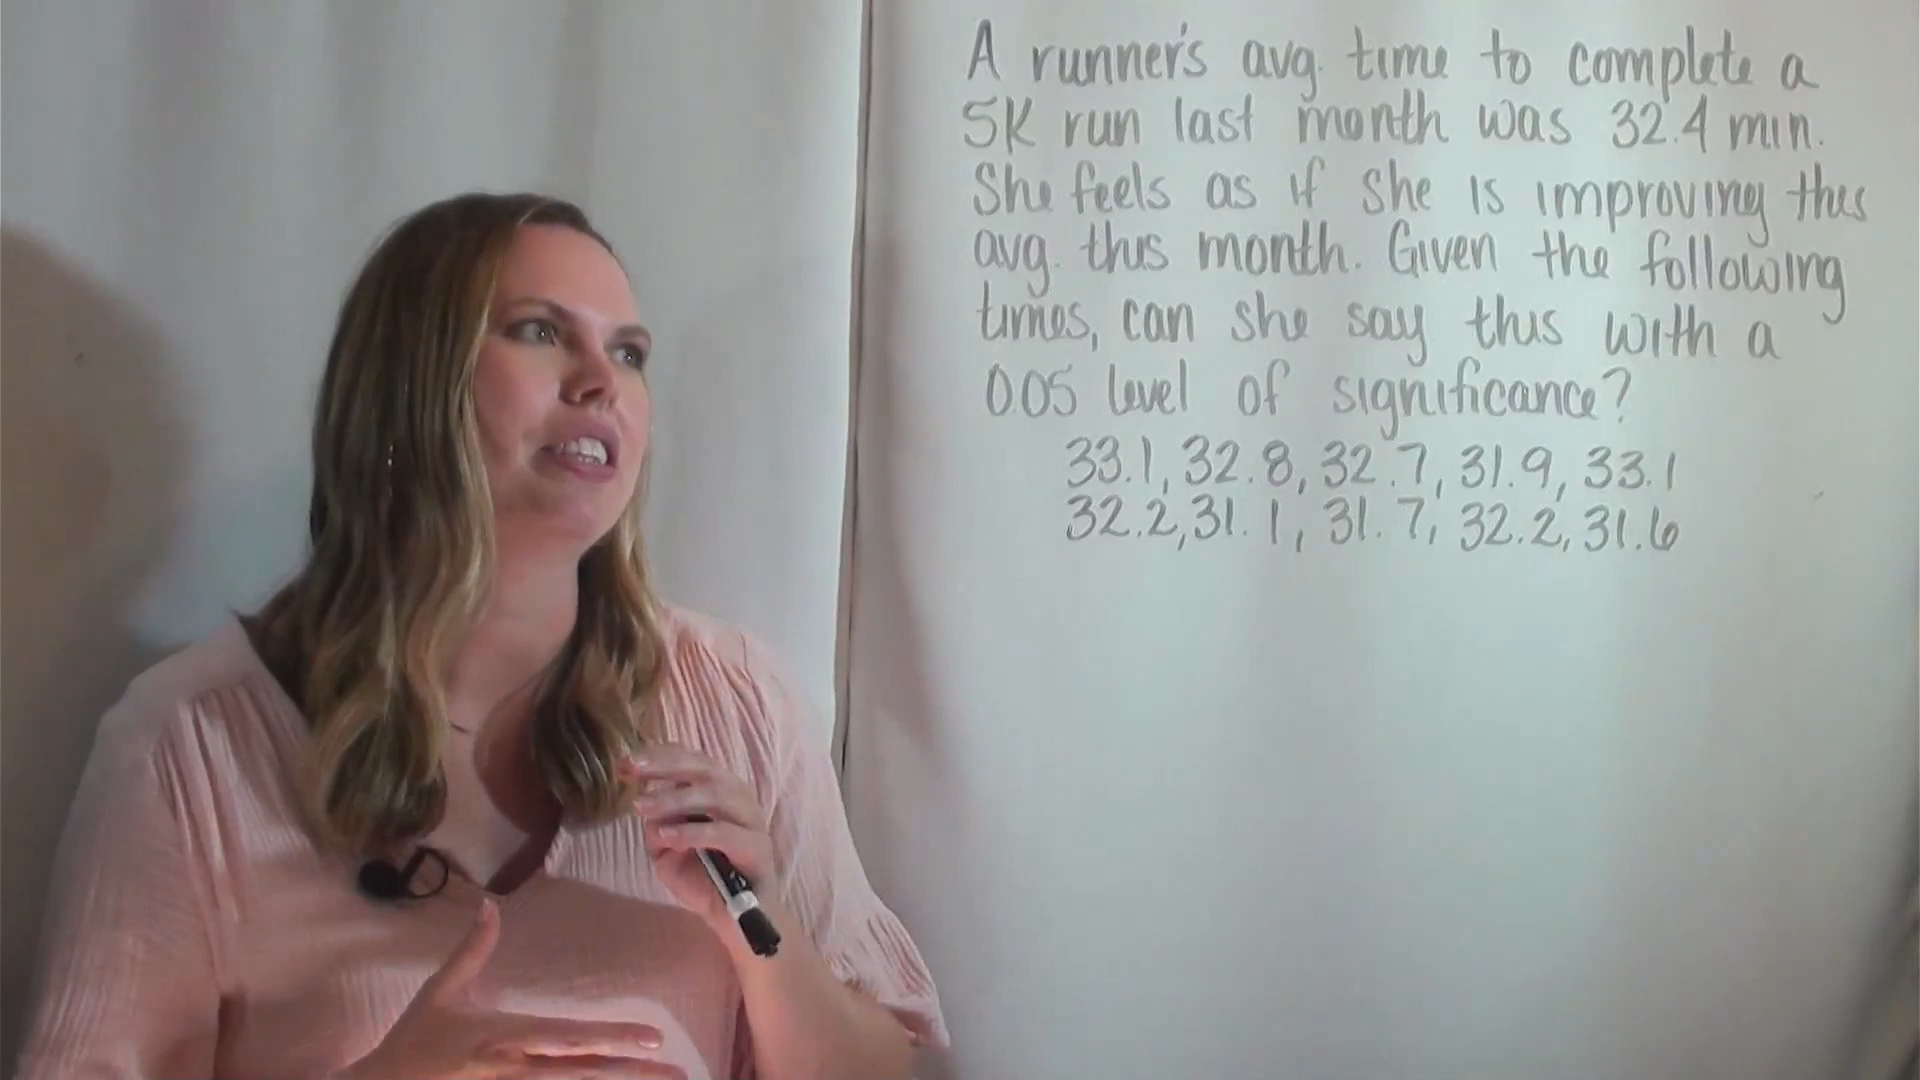 A runner's avg. time to complete a
5K run last month was 32.4 min.
She feels as if she is improving this
avg. this month. Given the following
times, can she say this with a
0.05 level of significance?
33.1, 32.8, 32.7, 31.9, 33.1
32.2, 31.1, 31.7, 32.2, 31.6